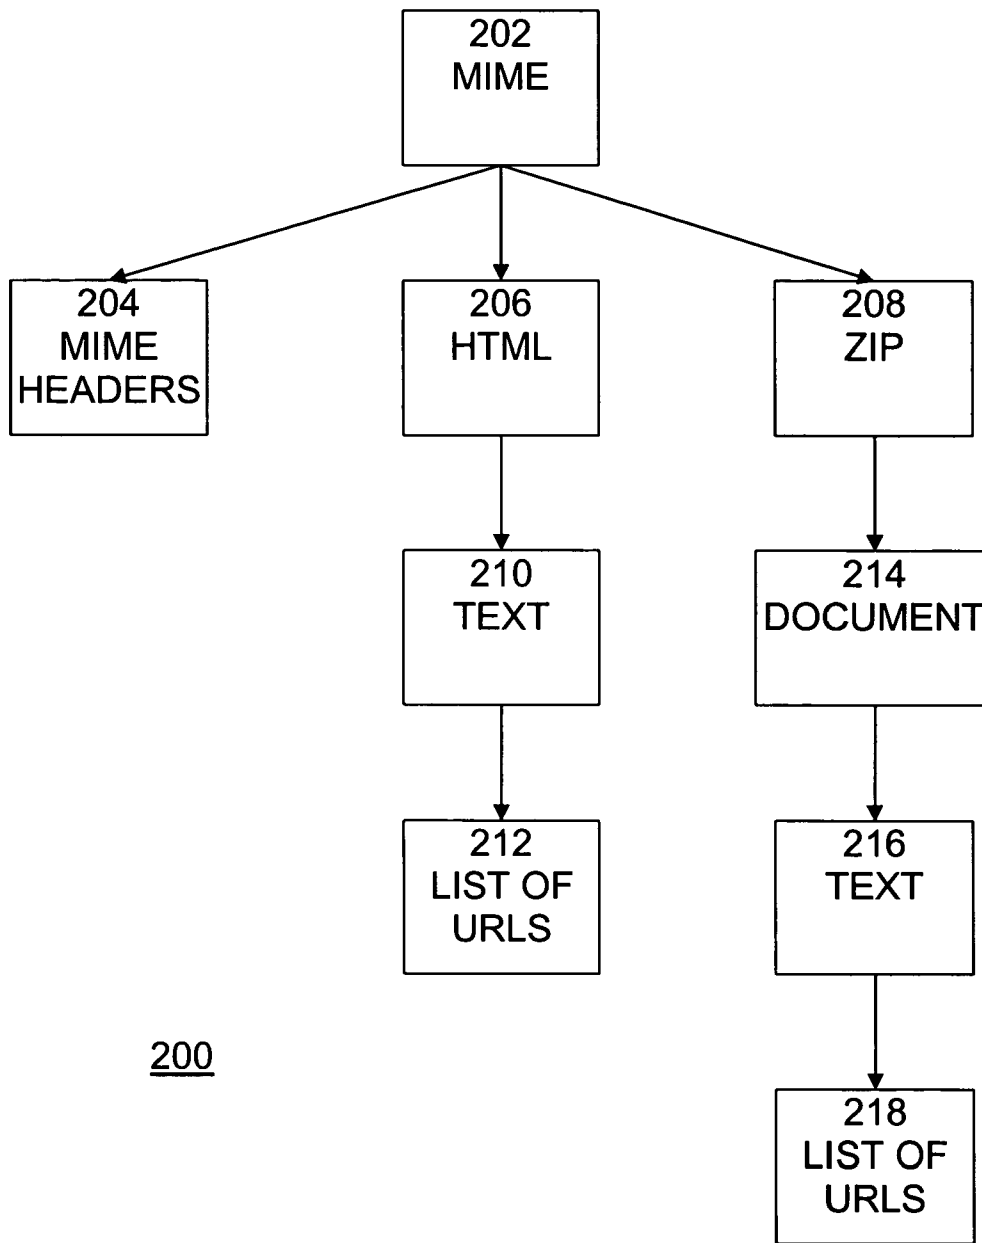 202
MIME
204
MIME
HEADERS
206
HTML
208
ZIP
210
TEXT
214
DOCUMENT
212
LIST OF
URLS
216
TEXT
200
218
LIST OF
URLS